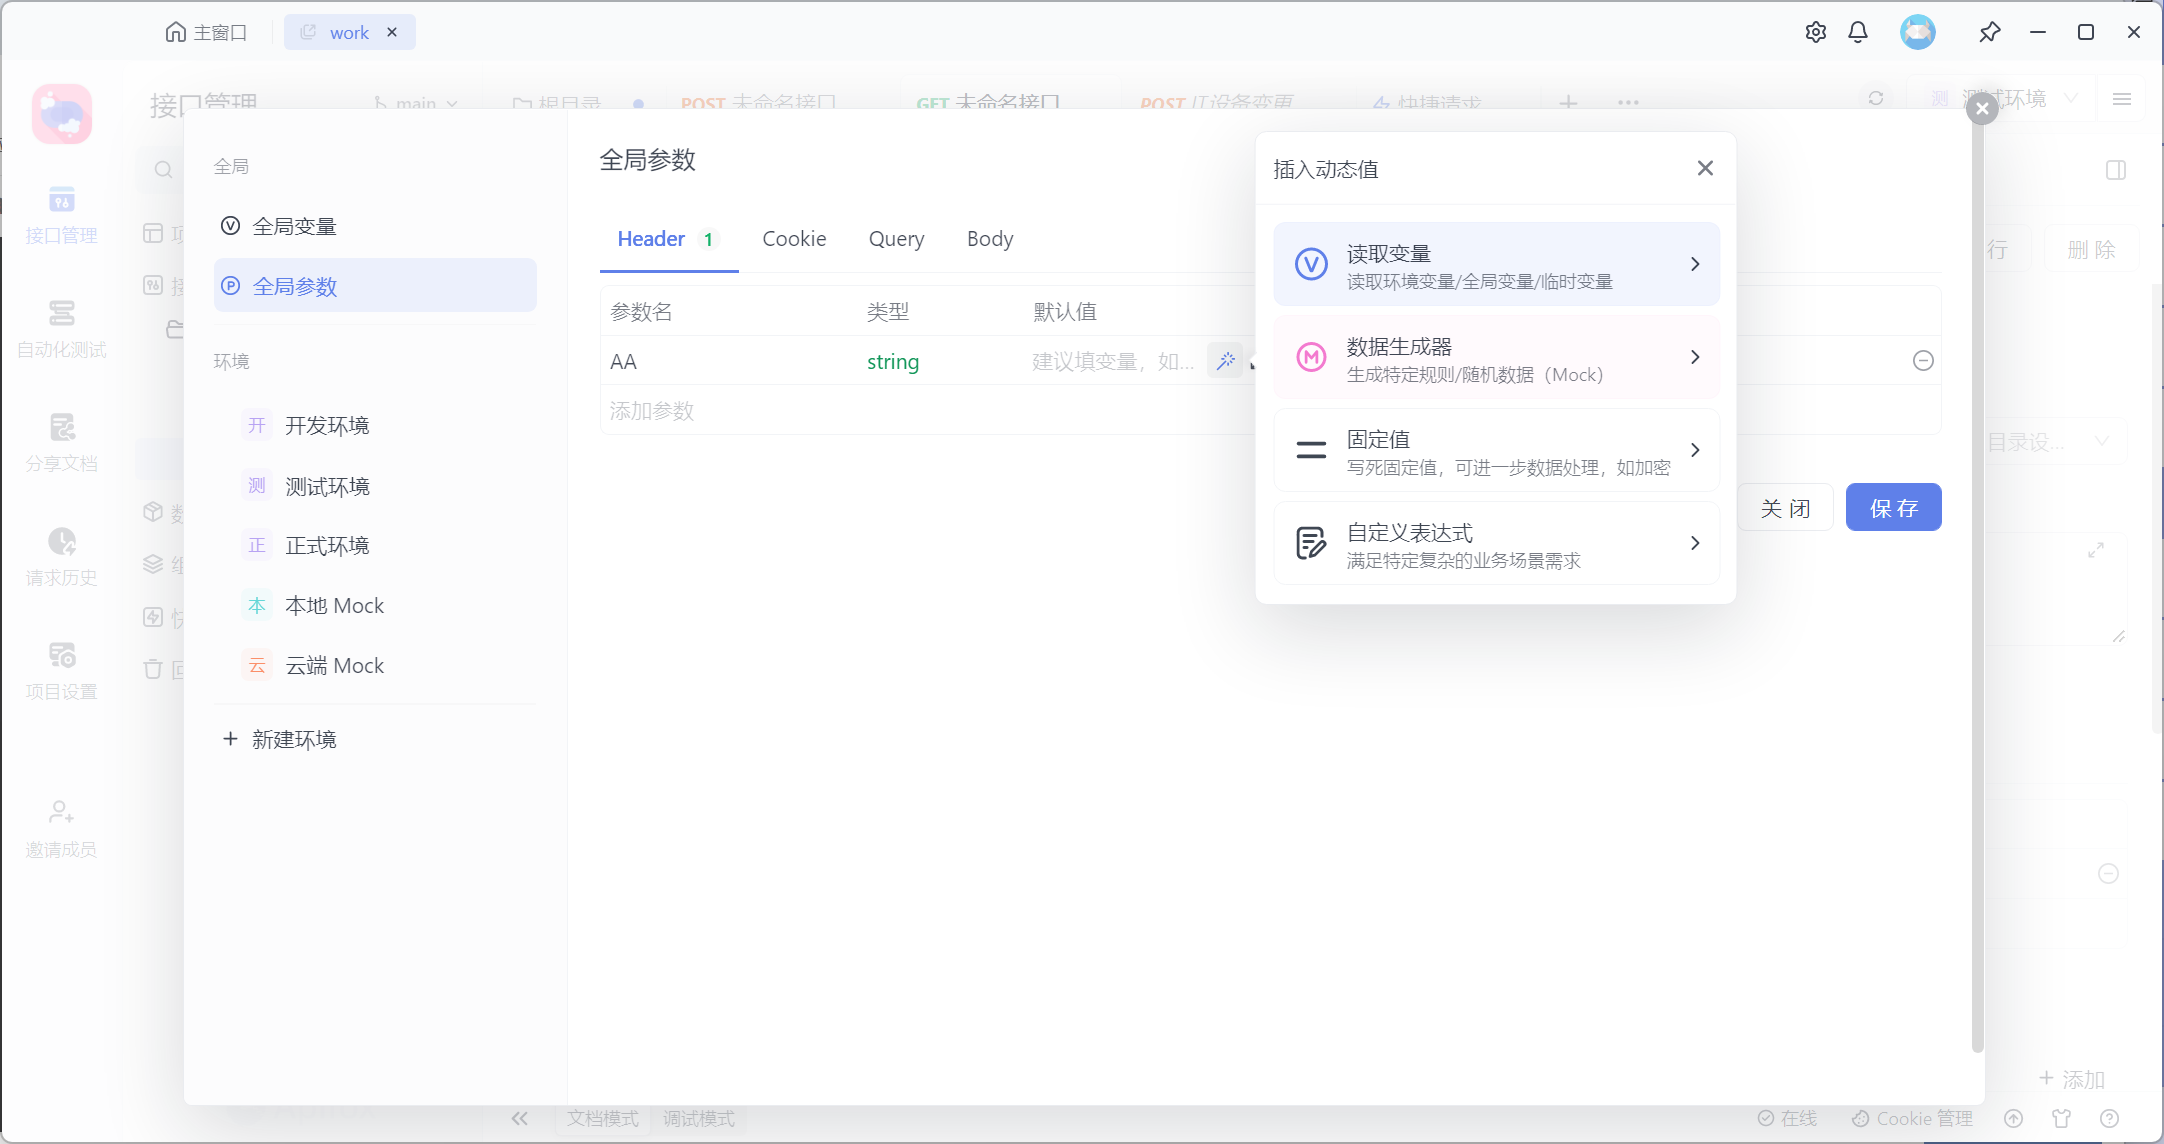 主窗口
work
接口管理
main
根目录
POST 未命名接口
GET 未命名接口
POST IT设备变更
快捷请求
测 测试环境
接口管理
自动化测试
分享文档
请求历史
项目设置
邀请成员
全局
全局变量
全局参数
环境
开 开发环境
测 测试环境
正 正式环境
本 本地 Mock
云 云端 Mock
新建环境
全局参数
Header 1
Cookie
Query
Body
参数名
类型
默认值
AA
string
建议填变量，如...
添加参数
插入动态值
读取变量
读取环境变量/全局变量/临时变量
数据生成器
生成特定规则/随机数据（Mock）
固定值
写死固定值，可进一步数据处理，如加密
自定义表达式
满足特定复杂的业务场景需求
关 闭
保 存
行
删 除
目录设...
添加
文档模式
调试模式
在线
Cookie 管理